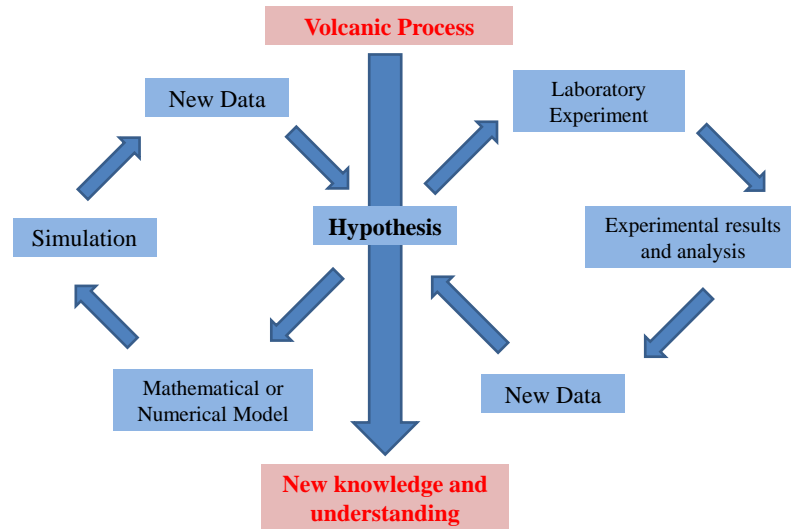 Volcanic Process
New Data
Laboratory
Experiment
Simulation
Hypothesis
Experimental results
and analysis
Mathematical or
Numerical Model
New Data
New knowledge and
understanding